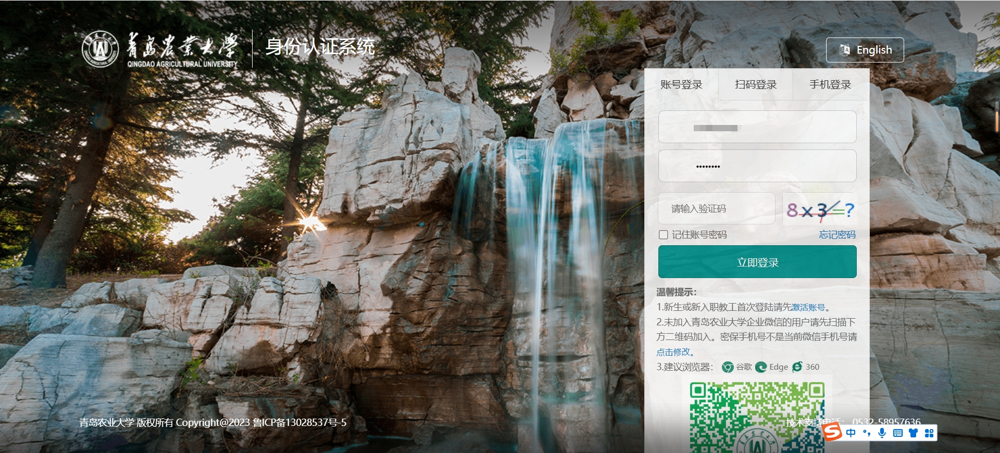 青岛农业大学
QINGDAO AGRICULTURAL UNIVERSITY
身份认证系统
English
账号登录 扫码登录 手机登录
••••••••
请输入验证码
8×3=?
记住账号密码 忘记密码
立即登录
温馨提示：
1.新生或新入职教工首次登陆请先激活账号。
2.未加入青岛农业大学企业微信的用户请先扫描下
方二维码加入。密保手机号不是当前微信手机号请
点击修改。
3.建议浏览器： 谷歌 Edge 360
青岛农业大学 版权所有 Copyright@2023 鲁ICP备13028537号-5
技术支持电话： 0532-58957636
中